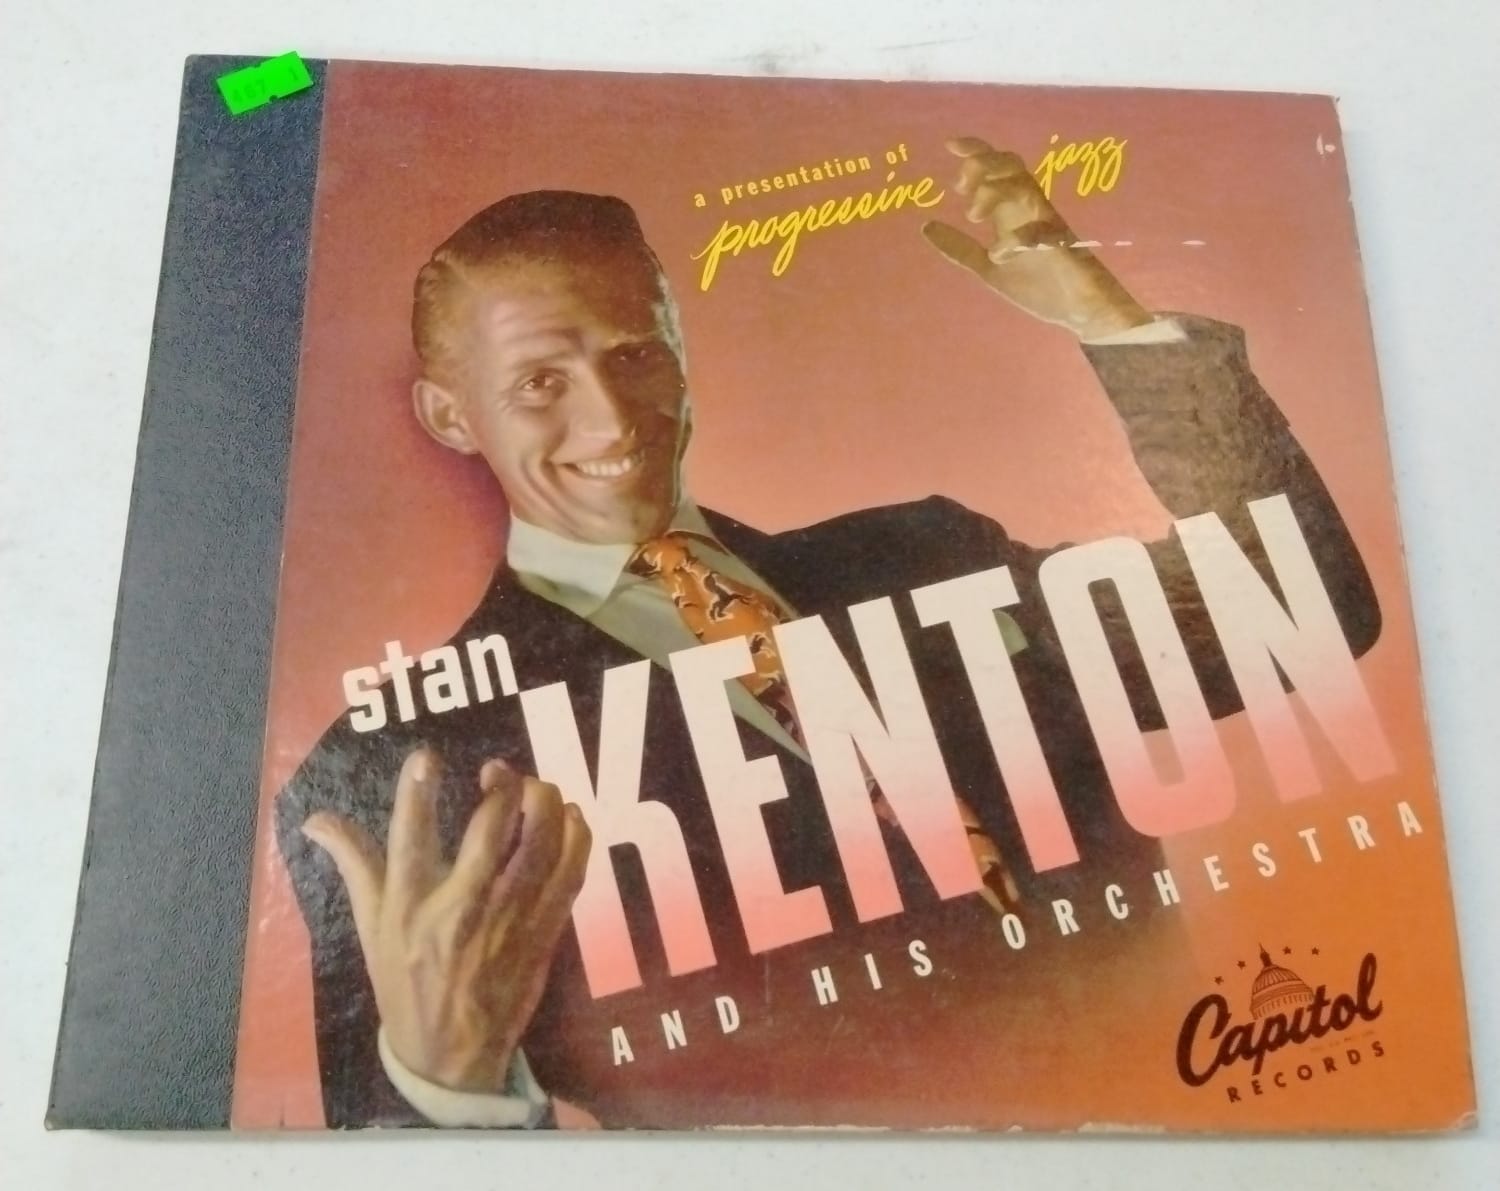 a presentation of
progressive jazz
stan
KENTON
AND HIS ORCHESTRA
Capitol
RECORDS